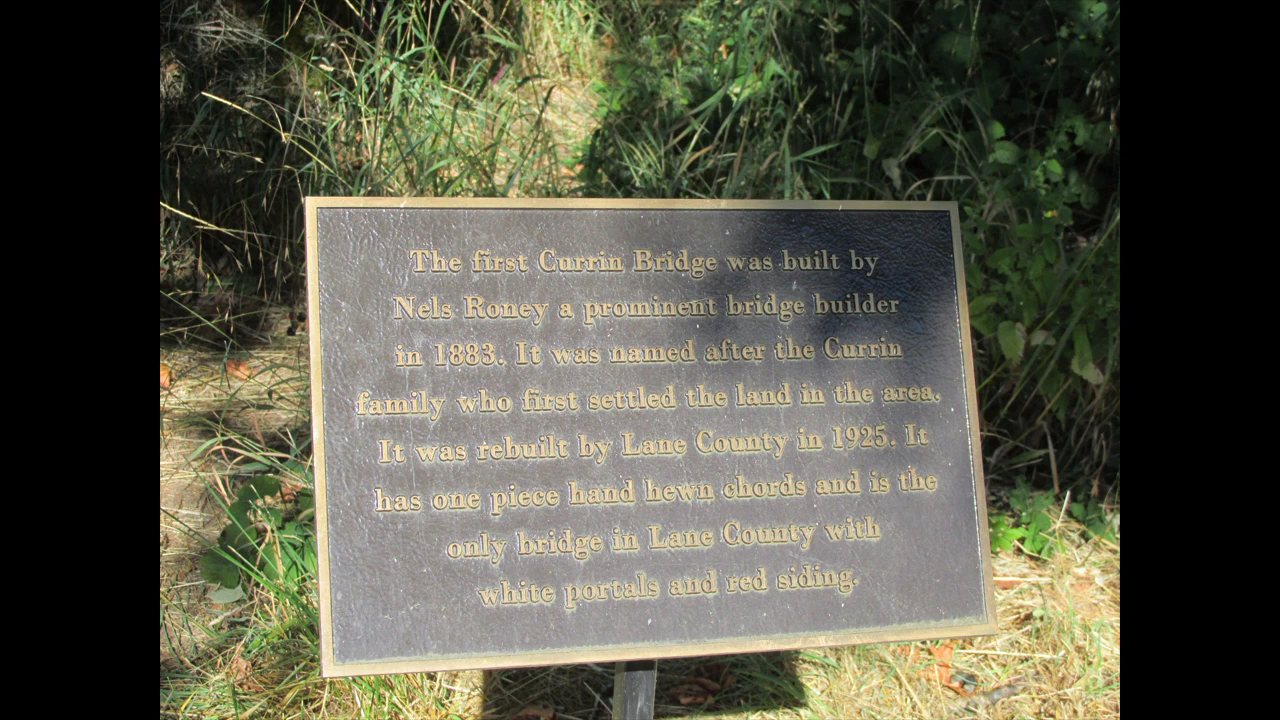 The first Currin Bridge was built by
Nels Roney a prominent bridge builder
in 1883. It was named after the Currin
family who first settled the land in the area.
It was rebuilt by Lane County in 1925. It
has one piece hand hewn chords and is the
only bridge in Lane County with
white portals and red siding.